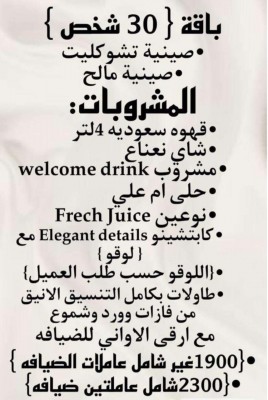 باقة { 30 شخص }
•صينية تشوكليت
•صينية مالح
المشروبات:
•قهوه سعوديه 4لتر
•شاي نعناع
•مشروب welcome drink
•حلى ام علي
•نوعين Frech Juice
•كابتشينو Elegant details مع
{ لوقو }
•{اللوقو حسب طلب العميل}
•طاولات بكامل التنسيق الانيق
من فازات وورد وشموع
مع ارقى الاواني للضيافه
•{1900غير شامل عاملات الضيافه }
•{2300شامل عاملتين ضيافه}